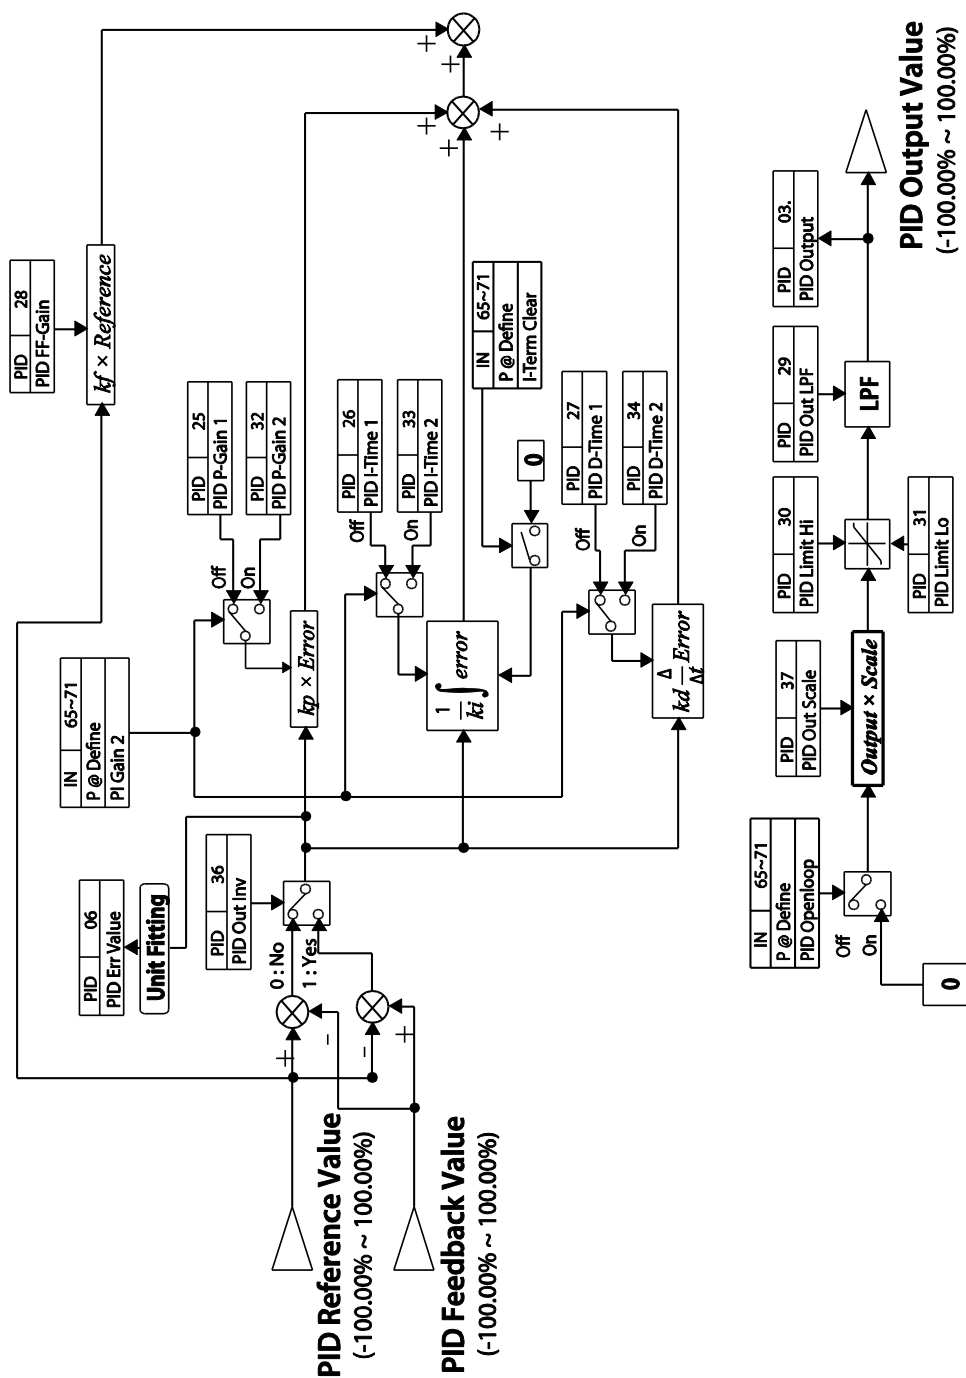 PID Reference Value
(-100.00% ~ 100.00%)
PID Feedback Value
(-100.00% ~ 100.00%)
+
-
-
+
0 : No
1 : Yes
PID 06
PID Err Value
Unit Fitting
PID 36
PID Out Inv
IN 65~71
P @ Define
PI Gain 2
PID 28
PID FF-Gain
kf × Reference
PID 25
PID P-Gain 1
PID 32
PID P-Gain 2
Off
On
kp × Error
PID 26
PID I-Time 1
PID 33
PID I-Time 2
Off
On
1/ki ∫ error
IN 65~71
P @ Define
I-Term Clear
0
PID 27
PID D-Time 1
PID 34
PID D-Time 2
Off
On
kd Δ/Δt Error
+
+
+
+
+
IN 65~71
P @ Define
PID Openloop
Off
On
0
PID 37
PID Out Scale
Output × Scale
PID 30
PID Limit Hi
PID 31
PID Limit Lo
PID 29
PID Out LPF
LPF
PID 03.
PID Output
PID Output Value
(-100.00% ~ 100.00%)